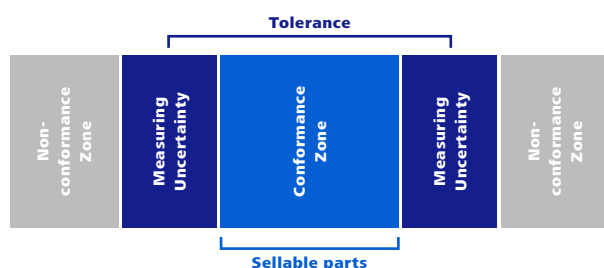 Tolerance
Non-
conformance
Zone
Measuring
Uncertainty
Conformance
Zone
Measuring
Uncertainty
Non-
conformance
Zone
Sellable parts